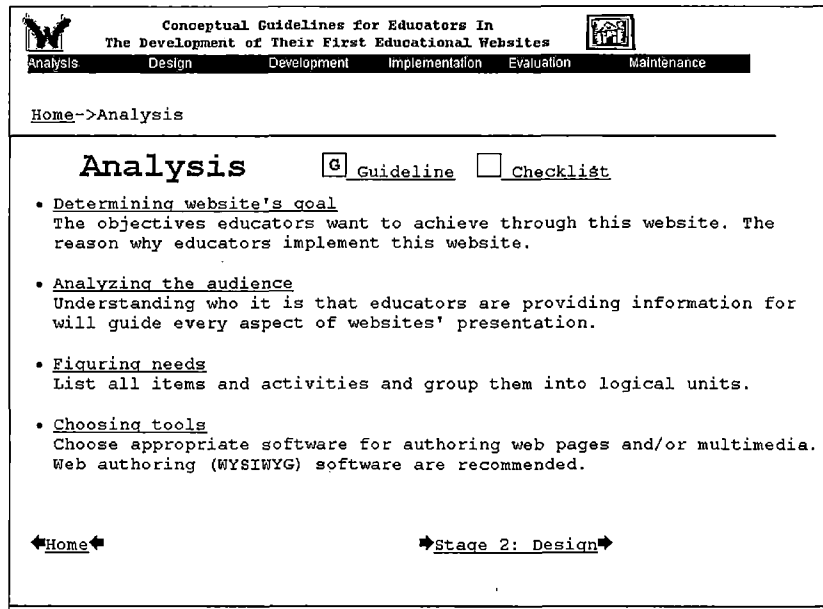 W
Conceptual Guidelines for Educators In
The Development of Their First Educational Websites
Analysis Design Development Implementation Evaluation Maintenance
Home->Analysis
Analysis G Guideline Checklist
• Determining website's goal
The objectives educators want to achieve through this website. The
reason why educators implement this website.
• Analyzing the audience
Understanding who it is that educators are providing information for
will guide every aspect of websites' presentation.
• Figuring needs
List all items and activities and group them into logical units.
• Choosing tools
Choose appropriate software for authoring web pages and/or multimedia.
Web authoring (WYSIWYG) software are recommended.
Home Stage 2: Design